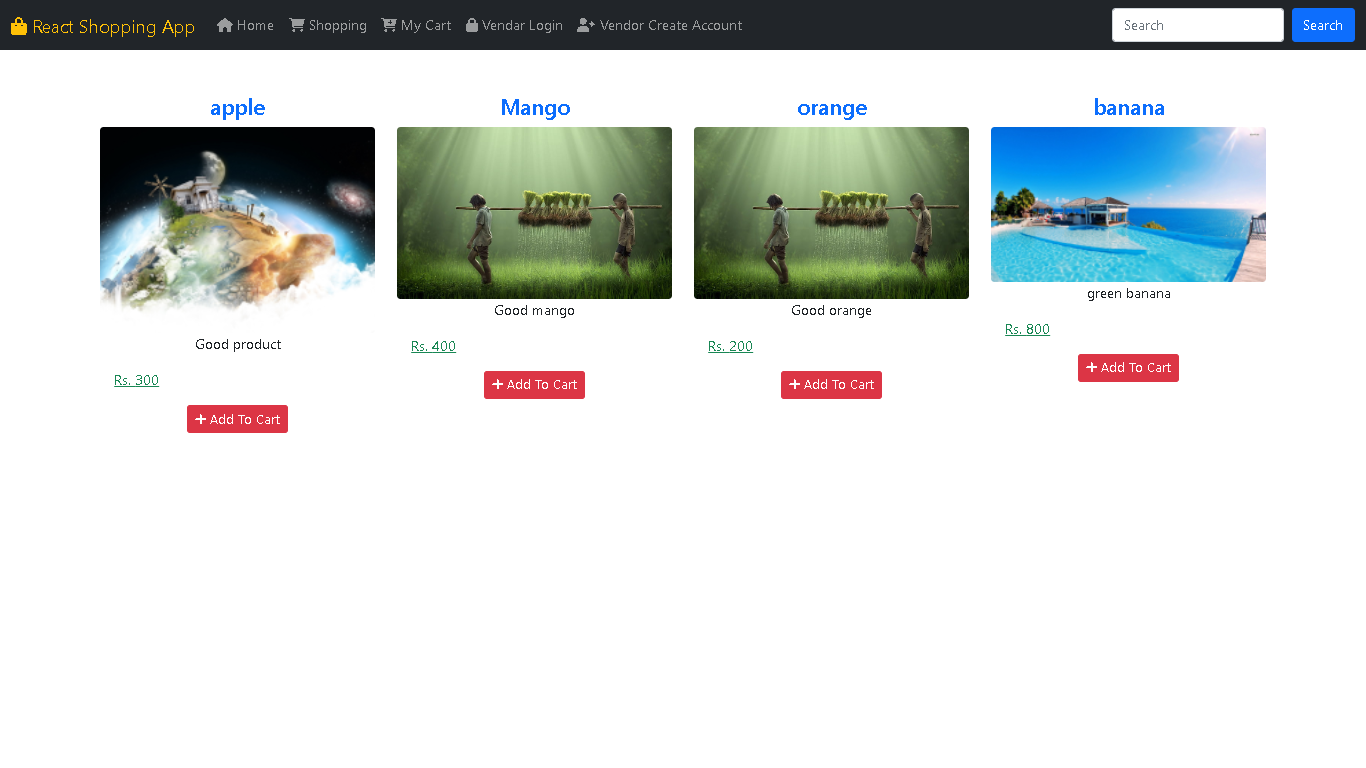 React Shopping App Home Shopping My Cart Vendar Login Vendor Create Account Search Search
apple Mango orange banana
Good product Good mango Good orange green banana
Rs. 300 Rs. 400 Rs. 200 Rs. 800
Add To Cart Add To Cart Add To Cart Add To Cart